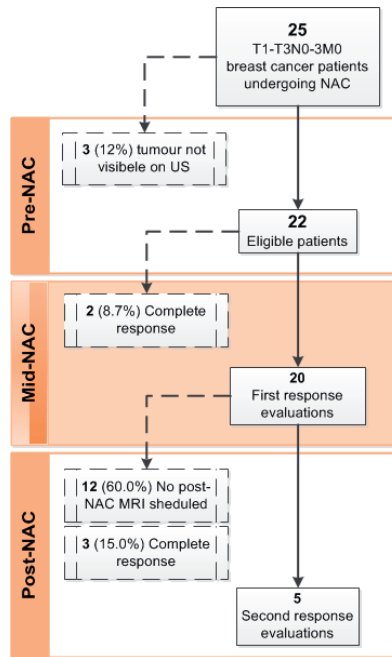 25
T1-T3N0-3M0
breast cancer patients
undergoing NAC
Pre-NAC
3 (12%) tumour not
visibele on US
22
Eligible patients
Mid-NAC
2 (8.7%) Complete
response
20
First response
evaluations
Post-NAC
12 (60.0%) No post-
NAC MRI sheduled
3 (15.0%) Complete
response
5
Second response
evaluations